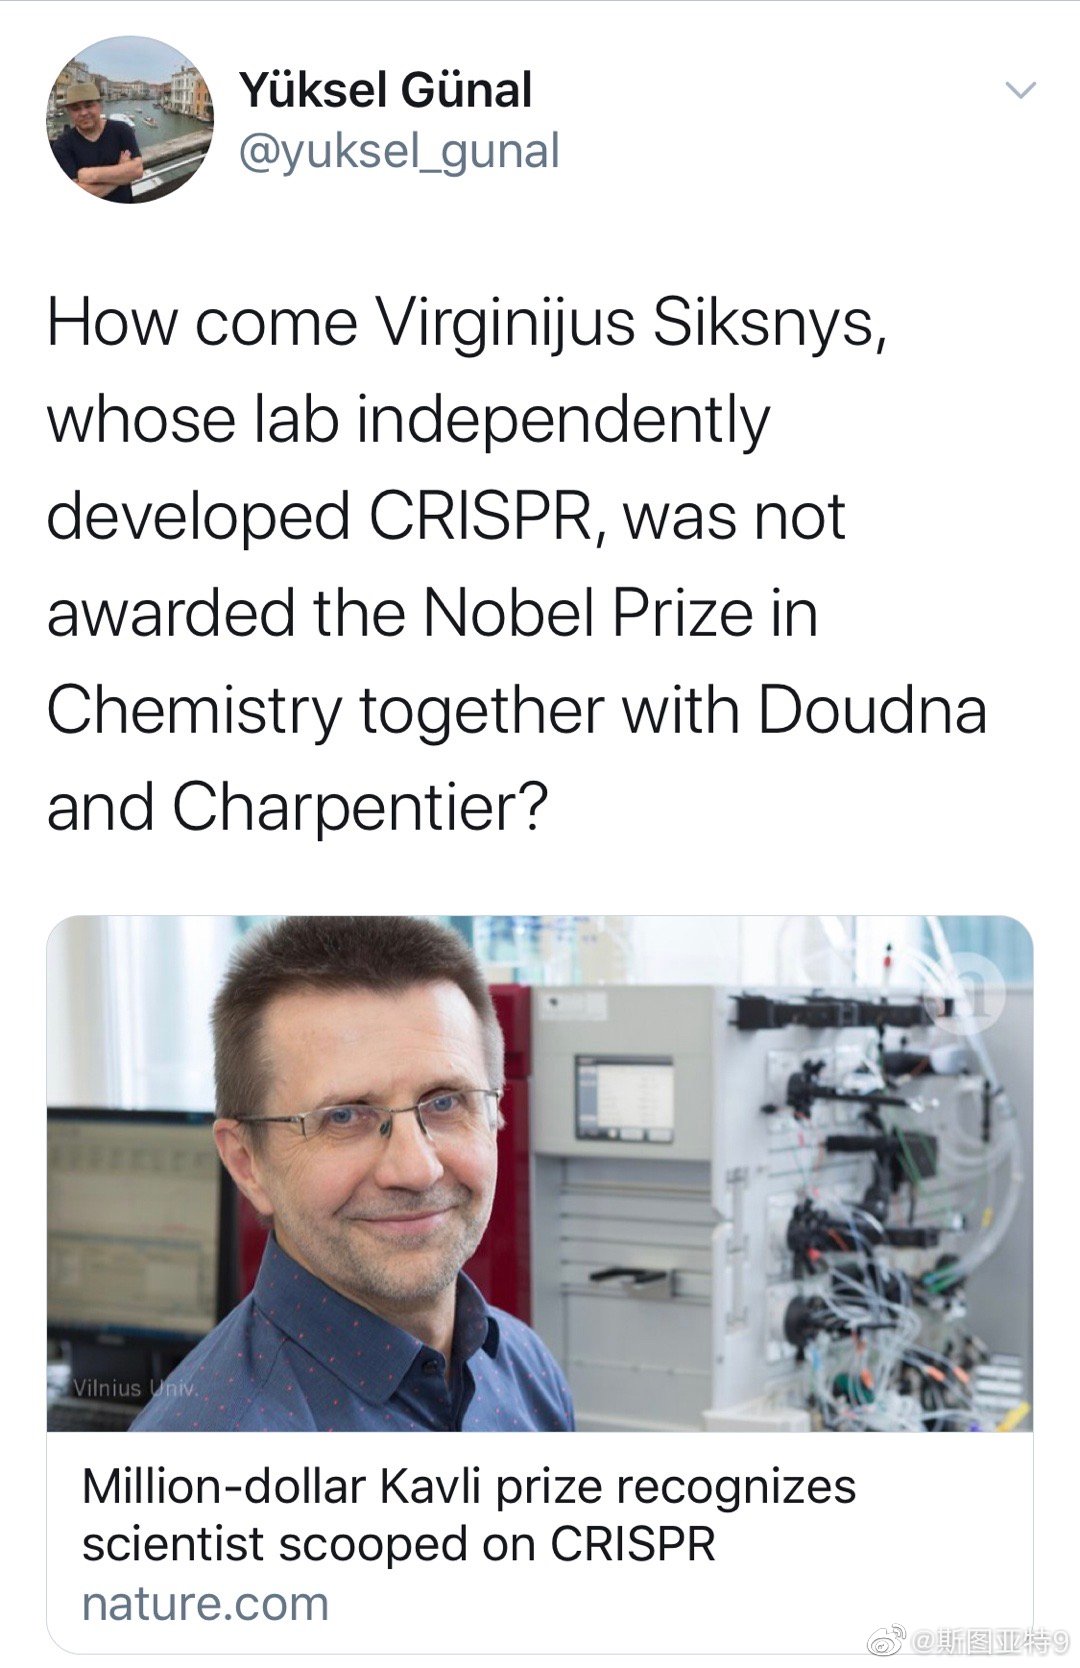 Yüksel Günal
@yuksel_gunal
How come Virginijus Siksnys,
whose lab independently
developed CRISPR, was not
awarded the Nobel Prize in
Chemistry together with Doudna
and Charpentier?
n
Vilnius Univ.
Million-dollar Kavli prize recognizes
scientist scooped on CRISPR
nature.com
@斯图亚特9